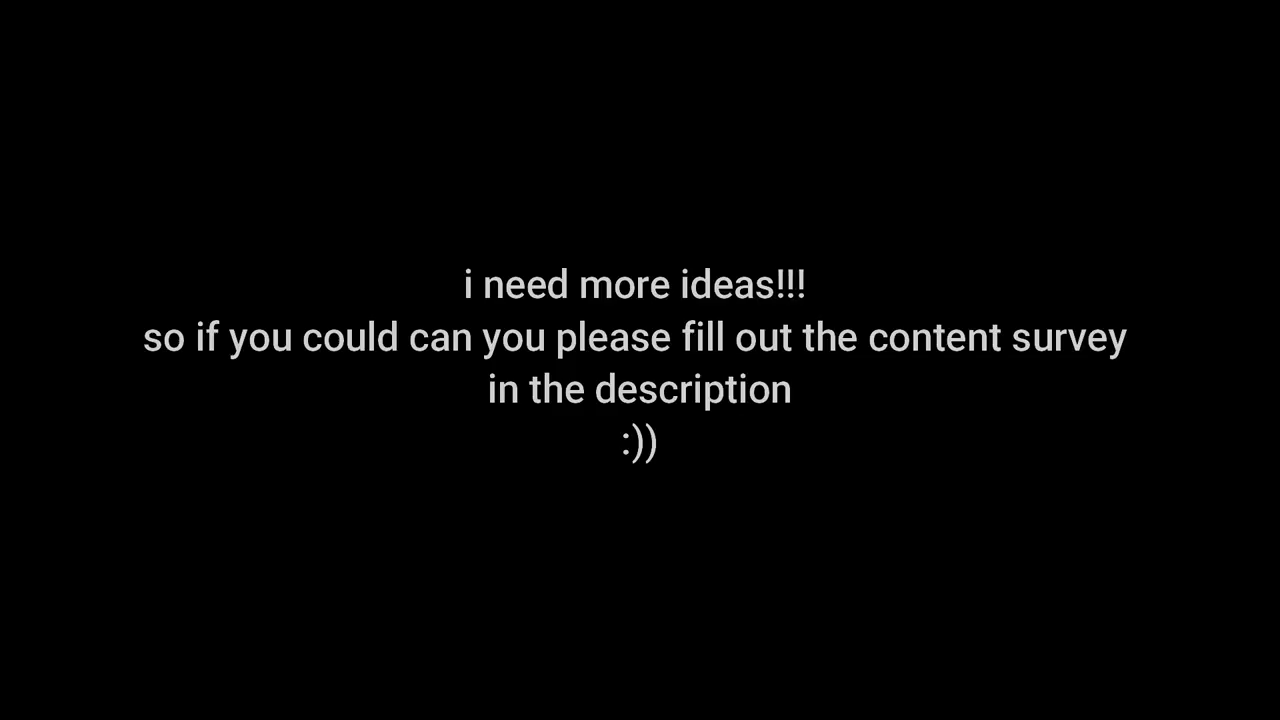 i need more ideas!!!
so if you could can you please fill out the content survey
in the description
:))